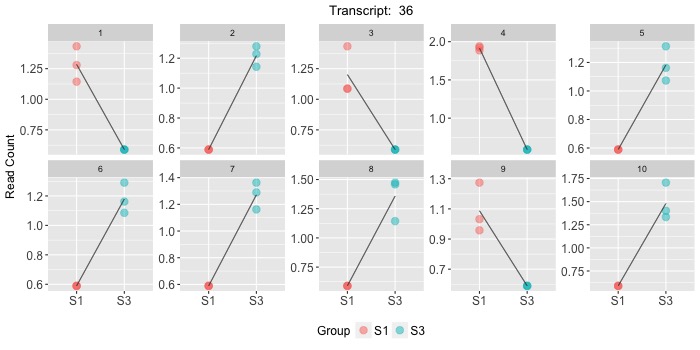 Transcript: 36
Read Count
1 2 3 4 5
1.25 1.00 0.75
1.2 1.0 0.8 0.6
1.25 1.00 0.75
2.0 1.5 1.0
1.2 1.0 0.8 0.6
6 7 8 9 10
1.2 1.0 0.8 0.6
1.4 1.2 1.0 0.8 0.6
1.50 1.25 1.00 0.75
1.3 1.1 0.9 0.7
1.75 1.50 1.25 1.00 0.75
S1 S3 S1 S3 S1 S3 S1 S3 S1 S3
Group S1 S3